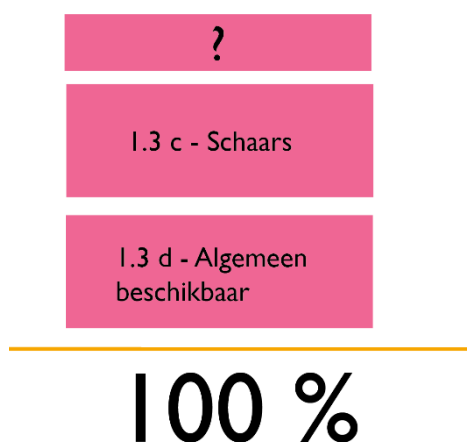 ?
1.3 c - Schaars
1.3 d - Algemeen
beschikbaar
100 %